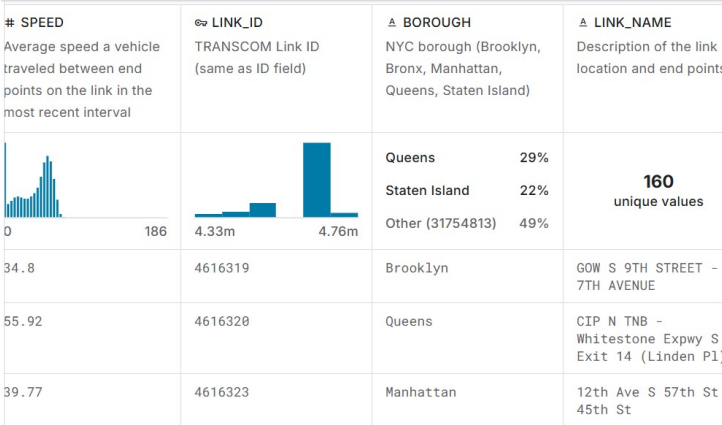 # SPEED
Average speed a vehicle
traveled between end
points on the link in the
most recent interval
LINK_ID
TRANSCOM Link ID
(same as ID field)
A BOROUGH
NYC borough (Brooklyn,
Bronx, Manhattan,
Queens, Staten Island)
A LINK_NAME
Description of the link
location and end points
0 186
4.33m 4.76m
Queens 29%
Staten Island 22%
Other (31754813) 49%
160
unique values
34.8
4616319
Brooklyn
GOW S 9TH STREET -
7TH AVENUE
55.92
4616320
Queens
CIP N TNB -
Whitestone Expwy S
Exit 14 (Linden Pl)
39.77
4616323
Manhattan
12th Ave S 57th St
45th St